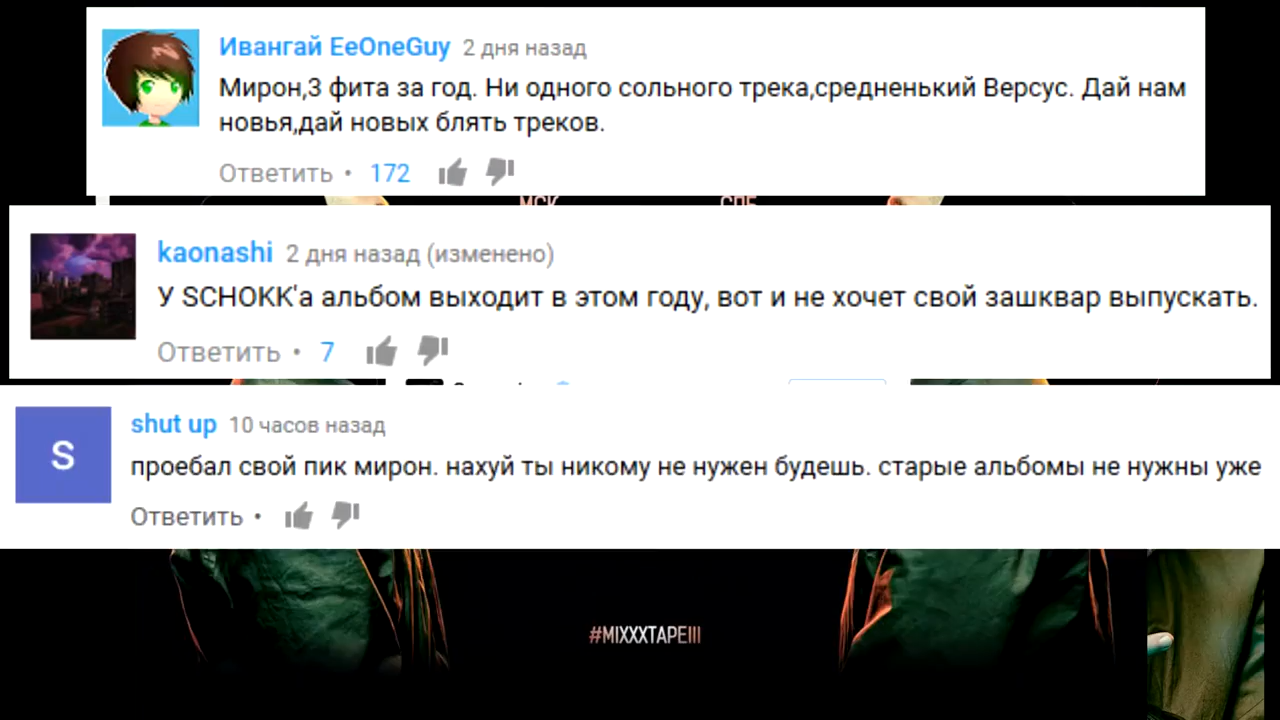 Ивангай EeOneGuy 2 дня назад
Мирон,3 фита за год. Ни одного сольного трека,средненький Версус. Дай нам
новья,дай новых блять треков.
Ответить • 172
МСК СПБ
kaonashi 2 дня назад (изменено)
У SCHOKK'а альбом выходит в этом году, вот и не хочет свой зашквар выпускать.
Ответить • 7
S
shut up 10 часов назад
проебал свой пик мирон. нахуй ты никому не нужен будешь. старые альбомы не нужны уже
Ответить •
#MIXXXTAPEIII